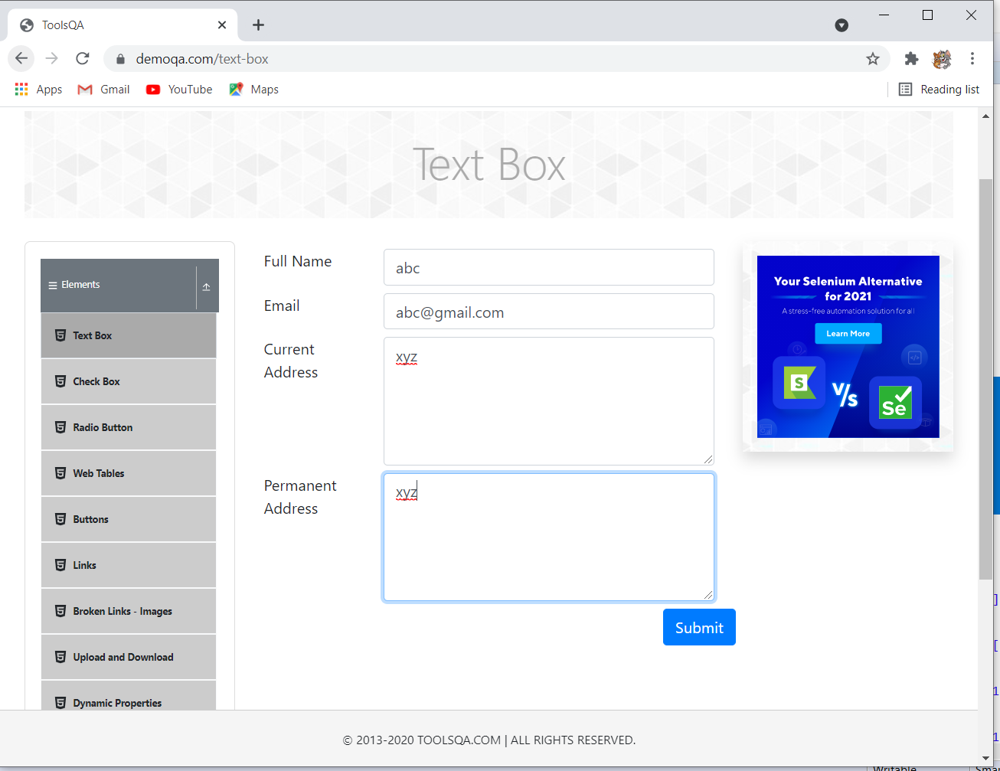 ToolsQA
demoqa.com/text-box
Apps
Gmail
YouTube
Maps
Reading list
Text Box
Elements
Text Box
Check Box
Radio Button
Web Tables
Buttons
Links
Broken Links - Images
Upload and Download
Dynamic Properties
Full Name
abc
Email
abc@gmail.com
Current
Address
xyz
Permanent
Address
xyz
Submit
Your Selenium Alternative
for 2021
A stress-free automation solution for all
Learn More
S
V/s
Se
© 2013-2020 TOOLSQA.COM | ALL RIGHTS RESERVED.
]
[
1
1
Writable